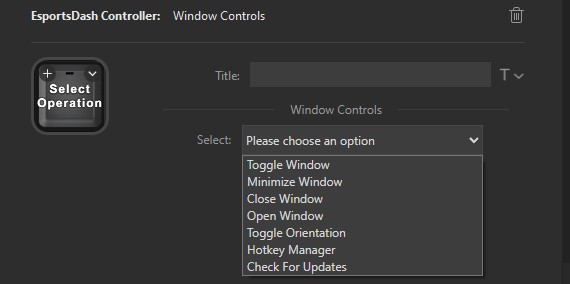 EsportsDash Controller: Window Controls
Select
Operation
Title:
T
Window Controls
Select: Please choose an option
Toggle Window
Minimize Window
Close Window
Open Window
Toggle Orientation
Hotkey Manager
Check For Updates